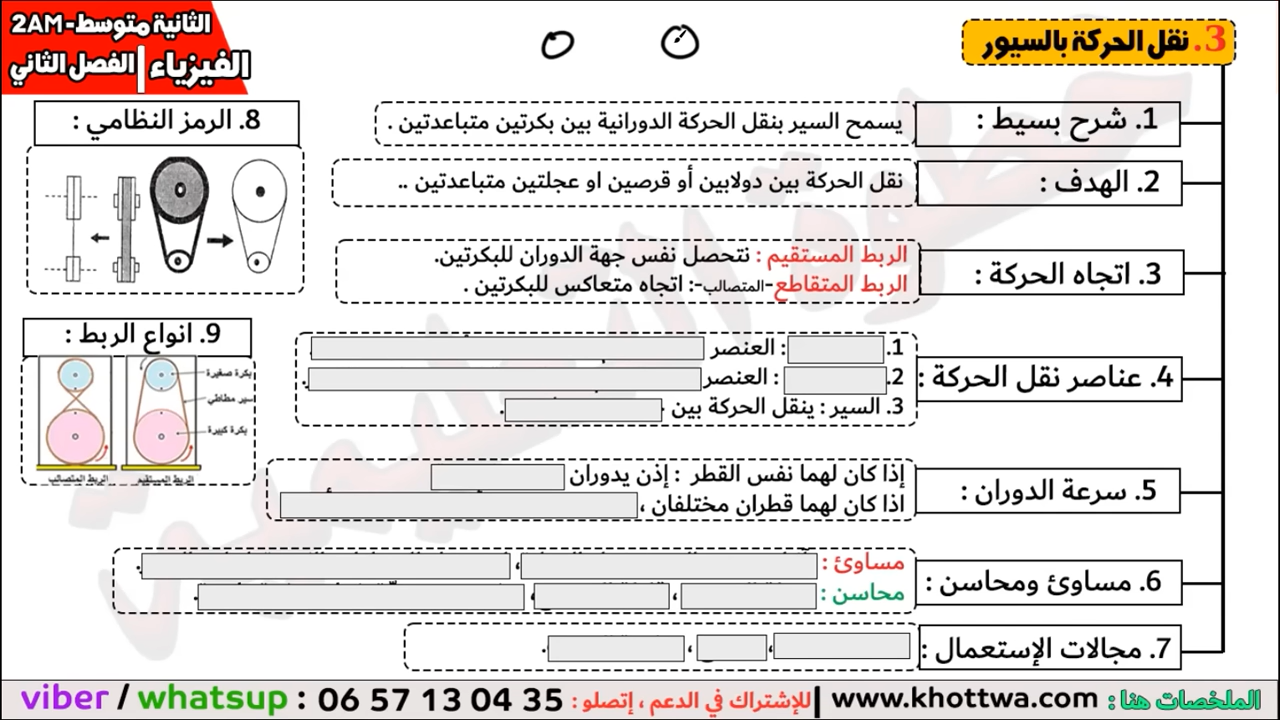 الثانية متوسط-2AM
الفيزياء | الفصل الثاني
3. نقل الحركة بالسيور
1. شرح بسيط :
يسمح السير بنقل الحركة الدورانية بين بكرتين متباعدتين .
2. الهدف :
نقل الحركة بين دولابين أو قرصين او عجلتين متباعدتين ..
3. اتجاه الحركة :
الربط المستقيم : نتحصل نفس جهة الدوران للبكرتين.
الربط المتقاطع-المتصالب-: اتجاه متعاكس للبكرتين .
4. عناصر نقل الحركة :
1. : العنصر
2. : العنصر
3. السير : ينقل الحركة بين .
5. سرعة الدوران :
إذا كان لهما نفس القطر : إذن يدوران
اذا كان لهما قطران مختلفان ،
6. مساوئ ومحاسن :
مساوئ : ، .
محاسن : ، ، .
7. مجالات الإستعمال :
، ، .
8. الرمز النظامي :
9. انواع الربط :
بكرة صغيرة
سير مطاطي
بكرة كبيرة
الربط المستقيم
الربط المتصالب
الملخصات هنا : www.khottwa.com | للإشتراك في الدعم ، إتصلو : viber / whatsup : 06 57 13 04 35